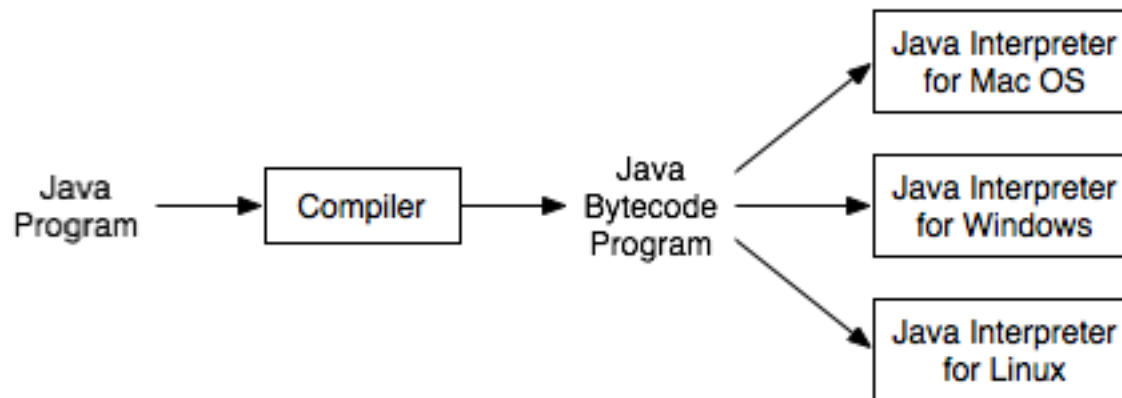 Java
Program
Compiler
Java
Bytecode
Program
Java Interpreter
for Mac OS
Java Interpreter
for Windows
Java Interpreter
for Linux